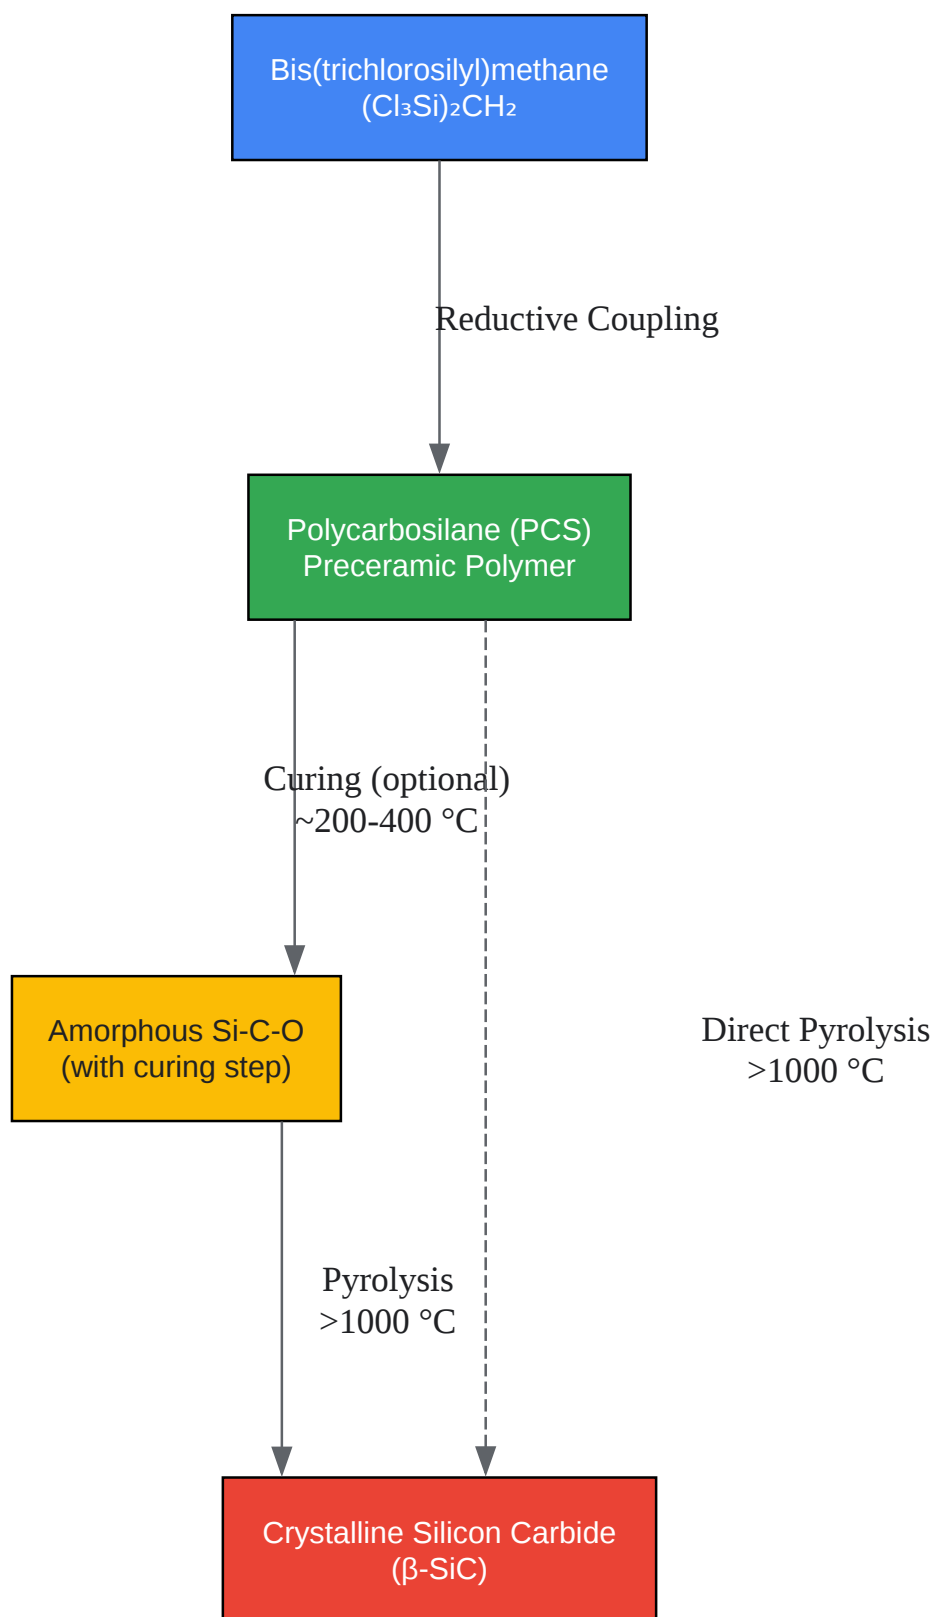 Bis(trichlorosilyl)methane
(Cl₃Si)₂CH₂
Reductive Coupling
Polycarbosilane (PCS)
Preceramic Polymer
Curing (optional)
~200-400 °C
Amorphous Si-C-O
(with curing step)
Direct Pyrolysis
>1000 °C
Pyrolysis
>1000 °C
Crystalline Silicon Carbide
(β-SiC)